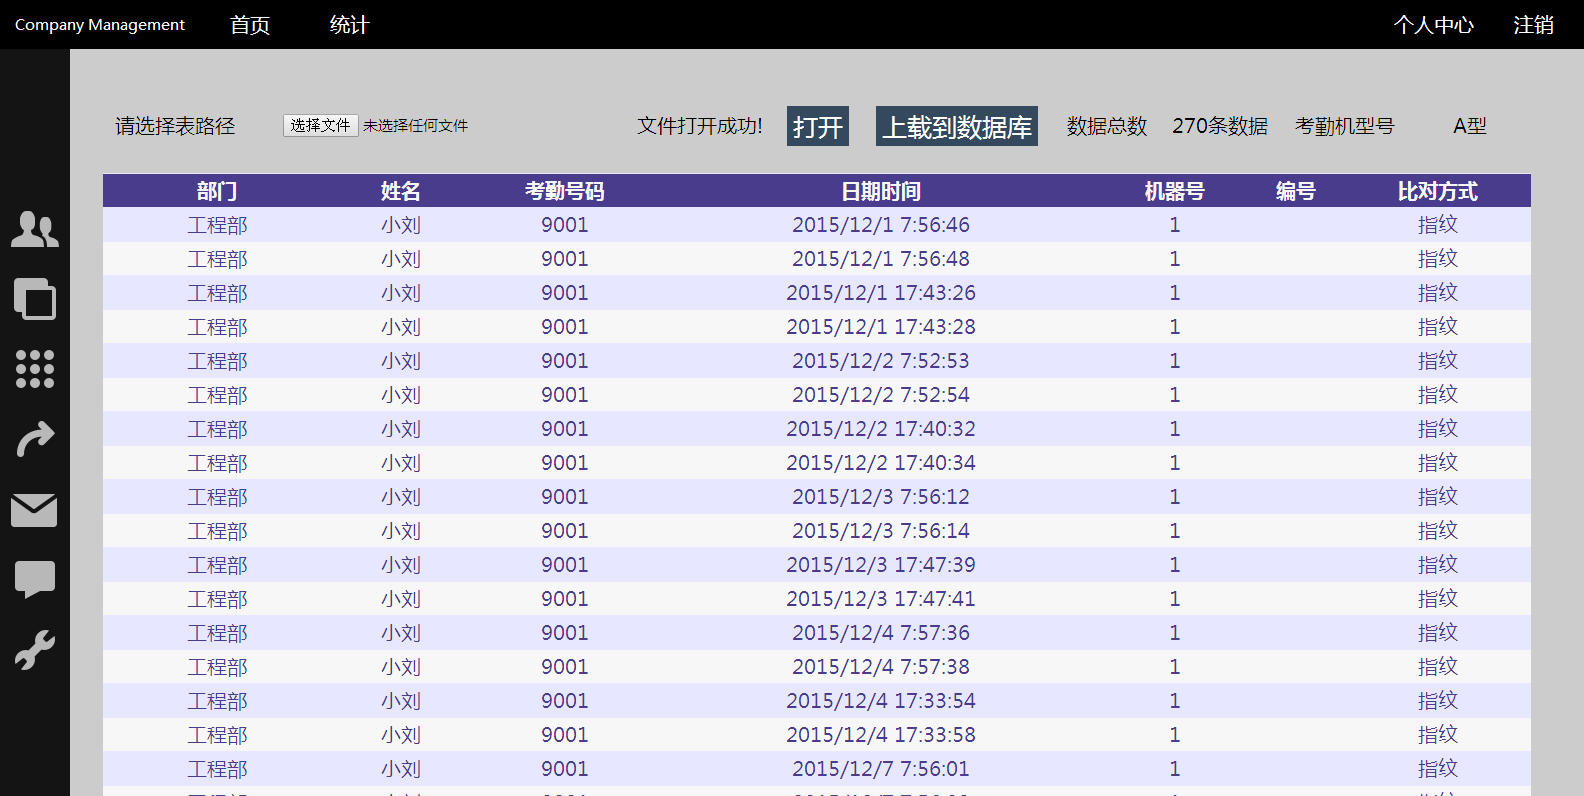 Company Management 首页 统计 个人中心 注销
请选择表路径 选择文件 未选择任何文件 文件打开成功! 打开 上载到数据库 数据总数 270条数据 考勤机型号 A型
部门 姓名 考勤号码 日期时间 机器号 编号 比对方式
工程部 小刘 9001 2015/12/1 7:56:46 1 指纹
工程部 小刘 9001 2015/12/1 7:56:48 1 指纹
工程部 小刘 9001 2015/12/1 17:43:26 1 指纹
工程部 小刘 9001 2015/12/1 17:43:28 1 指纹
工程部 小刘 9001 2015/12/2 7:52:53 1 指纹
工程部 小刘 9001 2015/12/2 7:52:54 1 指纹
工程部 小刘 9001 2015/12/2 17:40:32 1 指纹
工程部 小刘 9001 2015/12/2 17:40:34 1 指纹
工程部 小刘 9001 2015/12/3 7:56:12 1 指纹
工程部 小刘 9001 2015/12/3 7:56:14 1 指纹
工程部 小刘 9001 2015/12/3 17:47:39 1 指纹
工程部 小刘 9001 2015/12/3 17:47:41 1 指纹
工程部 小刘 9001 2015/12/4 7:57:36 1 指纹
工程部 小刘 9001 2015/12/4 7:57:38 1 指纹
工程部 小刘 9001 2015/12/4 17:33:54 1 指纹
工程部 小刘 9001 2015/12/4 17:33:58 1 指纹
工程部 小刘 9001 2015/12/7 7:56:01 1 指纹